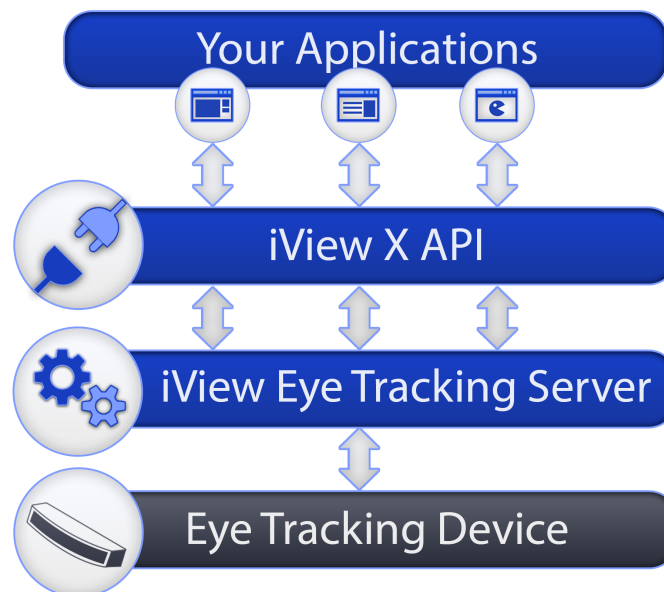 Your Applications
iView X API
iView Eye Tracking Server
Eye Tracking Device